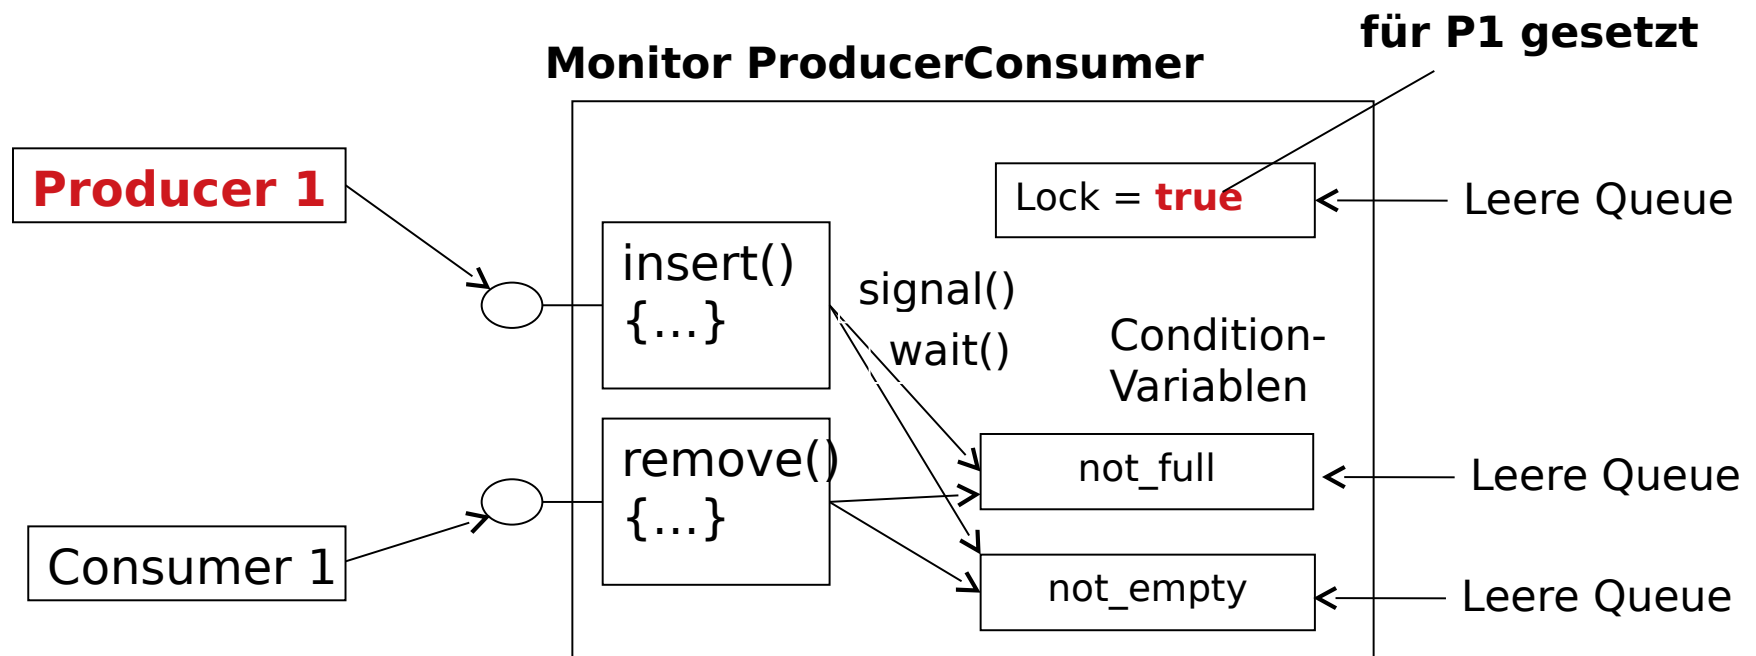 für P1 gesetzt
Monitor ProducerConsumer
Producer 1
Lock = true
Leere Queue
insert()
{...}
signal()
wait()
Condition-
Variablen
remove()
{...}
not_full
Leere Queue
Consumer 1
not_empty
Leere Queue